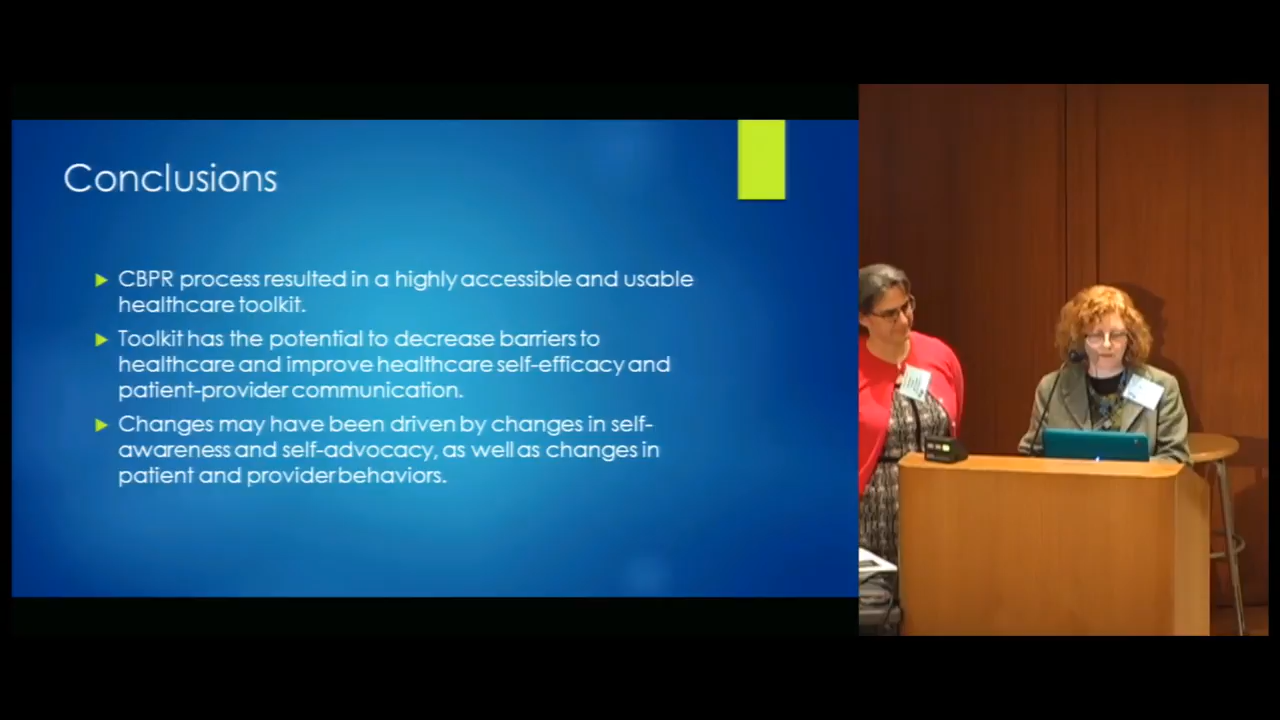 Conclusions
CBPR process resulted in a highly accessible and usable
healthcare toolkit.
Toolkit has the potential to decrease barriers to
healthcare and improve healthcare self-efficacy and
patient-provider communication.
Changes may have been driven by changes in self-
awareness and self-advocacy, as well as changes in
patient and provider behaviors.